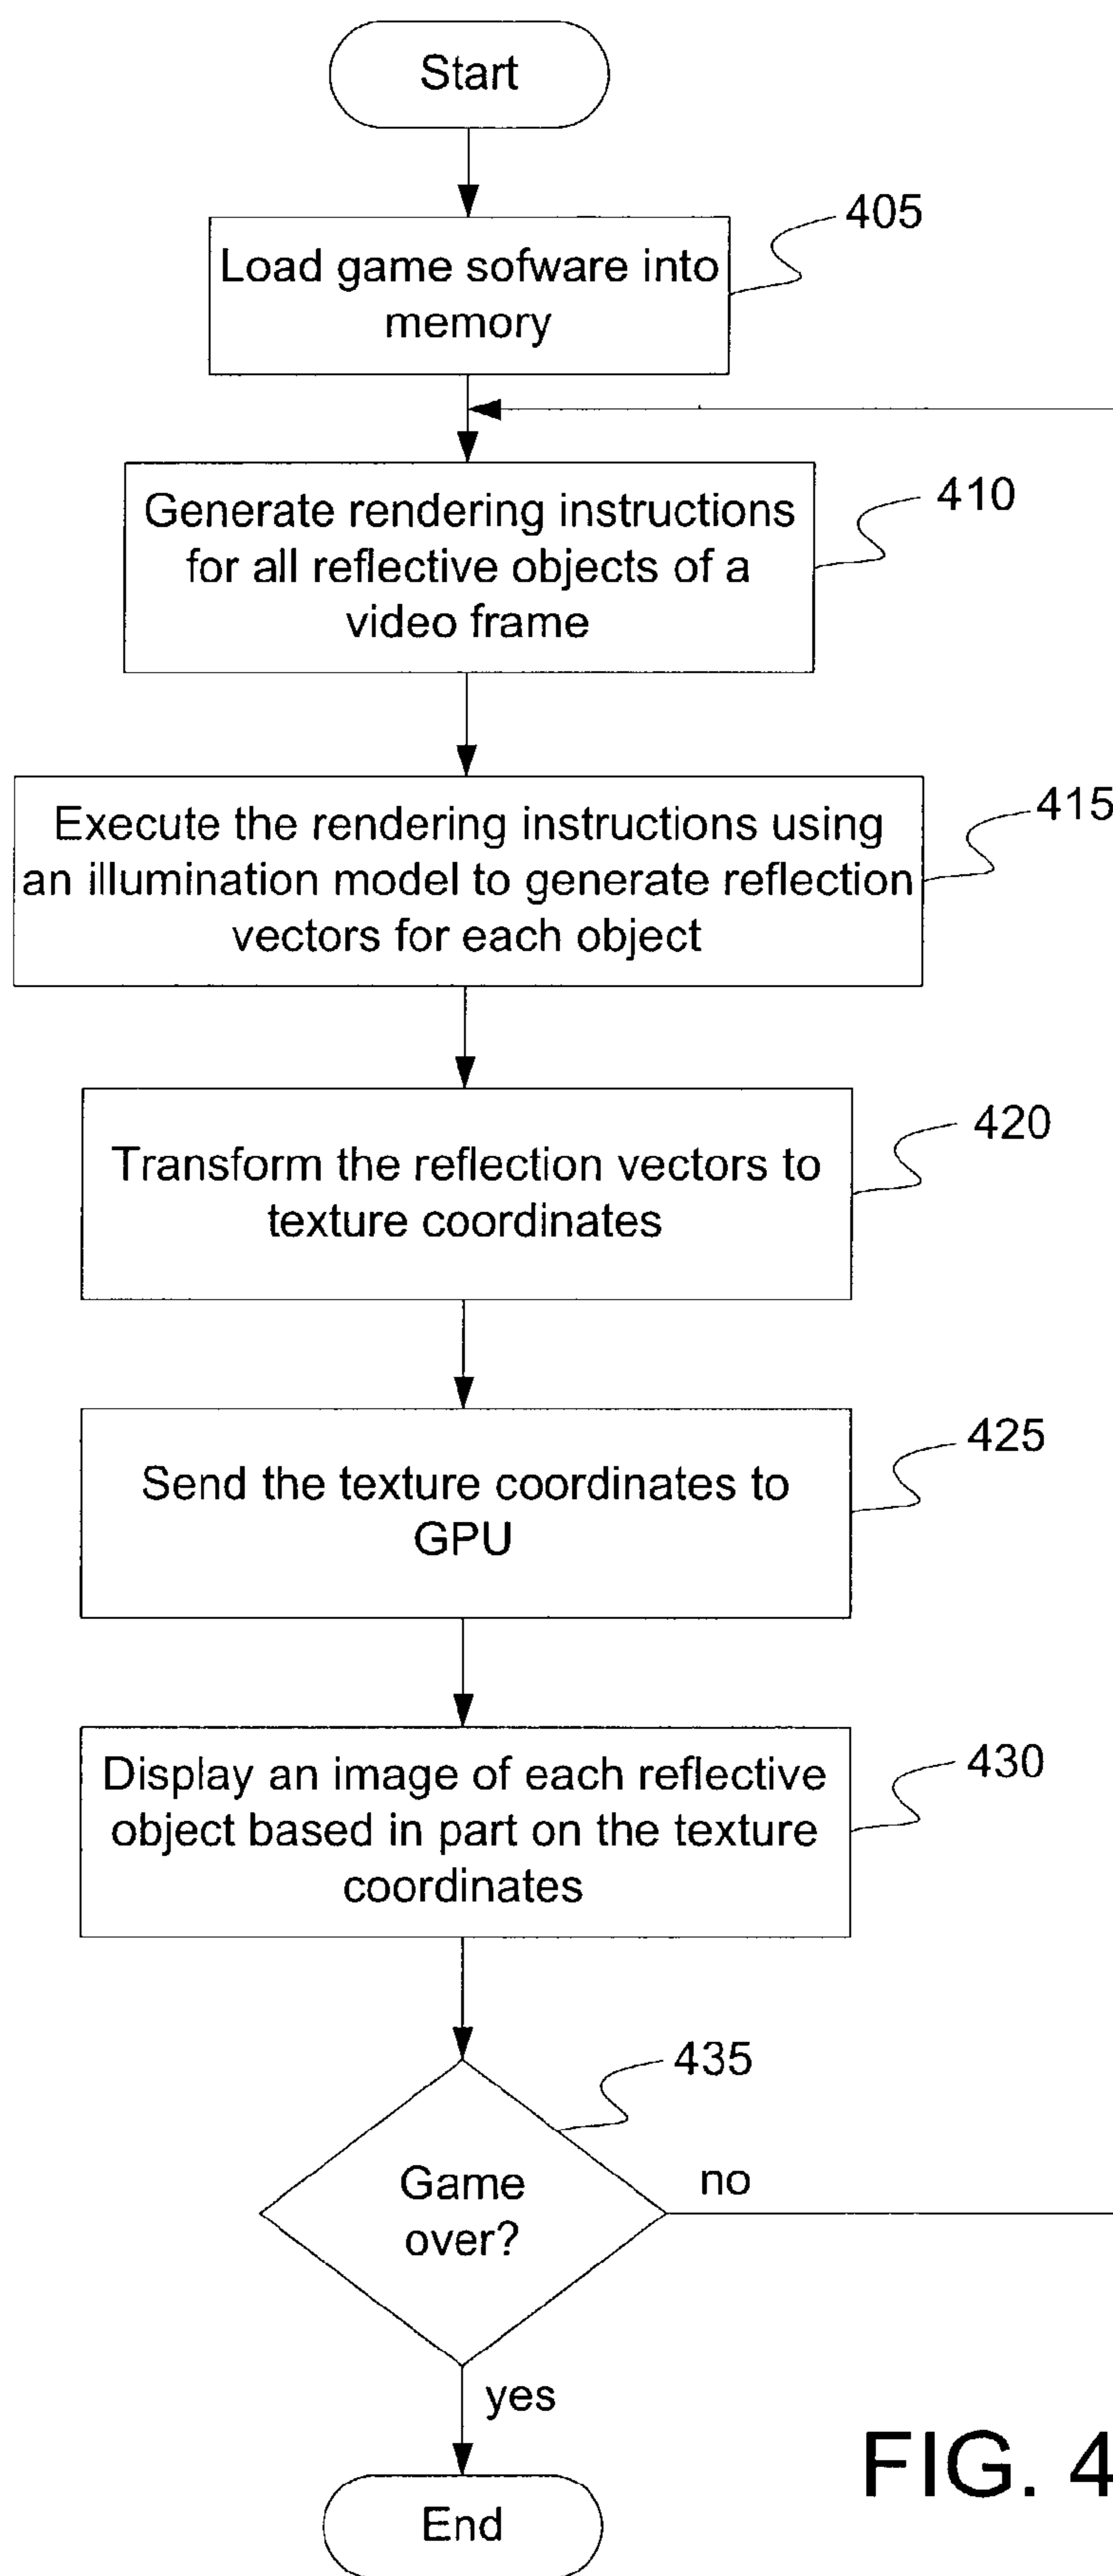 Start
405
Load game sofware into
memory
410
Generate rendering instructions
for all reflective objects of a
video frame
415
Execute the rendering instructions using
an illumination model to generate reflection
vectors for each object
420
Transform the reflection vectors to
texture coordinates
425
Send the texture coordinates to
GPU
430
Display an image of each reflective
object based in part on the texture
coordinates
435
Game
over?
no
yes
End
FIG. 4